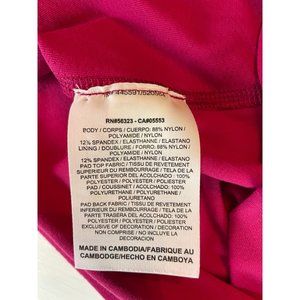 RN#56323 - CA#05553
BODY / CORPS / CUERPO: 88% NYLON /
POLYAMIDE / NYLON
12% SPANDEX / ELASTHANNE / ELASTANO
LINING / DOUBLURE / FORRO: 88% NYLON /
POLYAMIDE / NYLON
12% SPANDEX / ELASTHANNE / ELASTANO
PAD TOP FABRIC / TISSU DE REVETEMENT
SUPERIEUR DU REMBOURRAGE / TELA DE LA
PARTE SUPERIOR DEL ACOLCHADO: 100%
POLYESTER / POLYESTER / POLIESTER
PAD / COUSSINET / ACOLCHADO: 100%
POLYURETHANE / POLYURETHANE /
POLIURETANO
PAD BACK FABRIC / TISSU DE REVETEMENT
DU DOS DU REMBOURRAGE / TELA DE LA
PARTE TRASERA DEL ACOLCHADO: 100%
POLYESTER / POLYESTER / POLIESTER
EXCLUSIVE OF DECORATION / DECORATION
NON COMPRISE / NO INCLUYE LA
DECORACION
MADE IN CAMBODIA/FABRIQUE AU
CAMBODGE/HECHO EN CAMBOYA